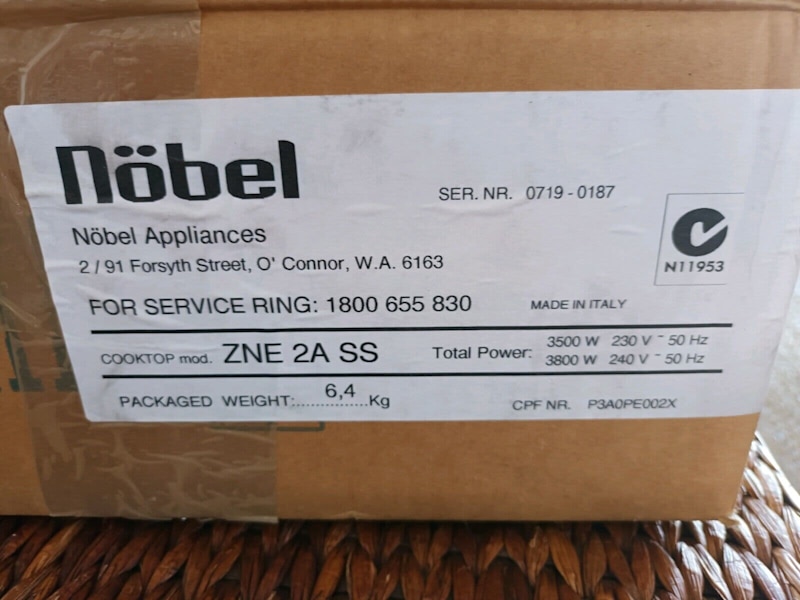 nöbel
SER. NR. 0719 - 0187
Nöbel Appliances
2 / 91 Forsyth Street, O' Connor, W.A. 6163
N11953
FOR SERVICE RING: 1800 655 830
MADE IN ITALY
COOKTOP mod. ZNE 2A SS
Total Power:
3500 W 230 V ~ 50 Hz
3800 W 240 V ~ 50 Hz
PACKAGED WEIGHT:..............Kg
6,4
CPF NR. P3A0PE002X